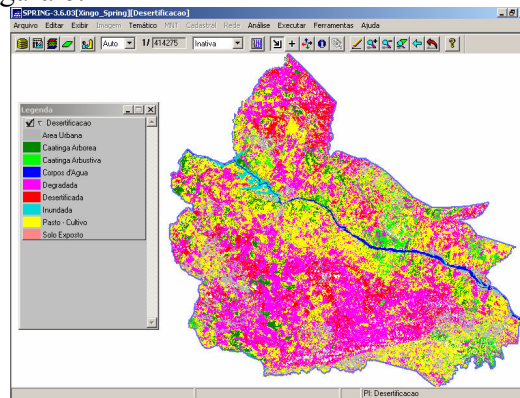 SPRING-3.6.03[Xingo_Spring][Desertificacao]
Arquivo Editar Exibir Imagem Temático MNT Cadastral Rede Análise Executar Ferramentas Ajuda
Auto 1/ 414275 Inativa
Legenda
Desertificacao
Area Urbana
Caatinga Arborea
Caatinga Arbustiva
Corpos d'Agua
Degradada
Desertificada
Inundada
Pasto - Cultivo
Solo Exposto
PI: Desertificacao